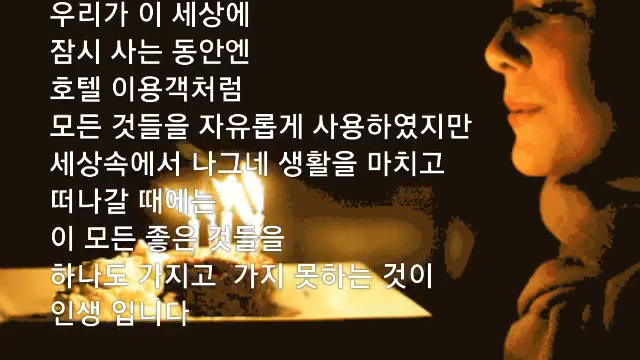 우리가 이 세상에
잠시 사는 동안엔
호텔 이용객처럼
모든 것들을 자유롭게 사용하였지만
세상속에서 나그네 생활을 마치고
떠나갈 때에는
이 모든 좋은 것들을
하나도 가지고  가지 못하는 것이
인생 입니다